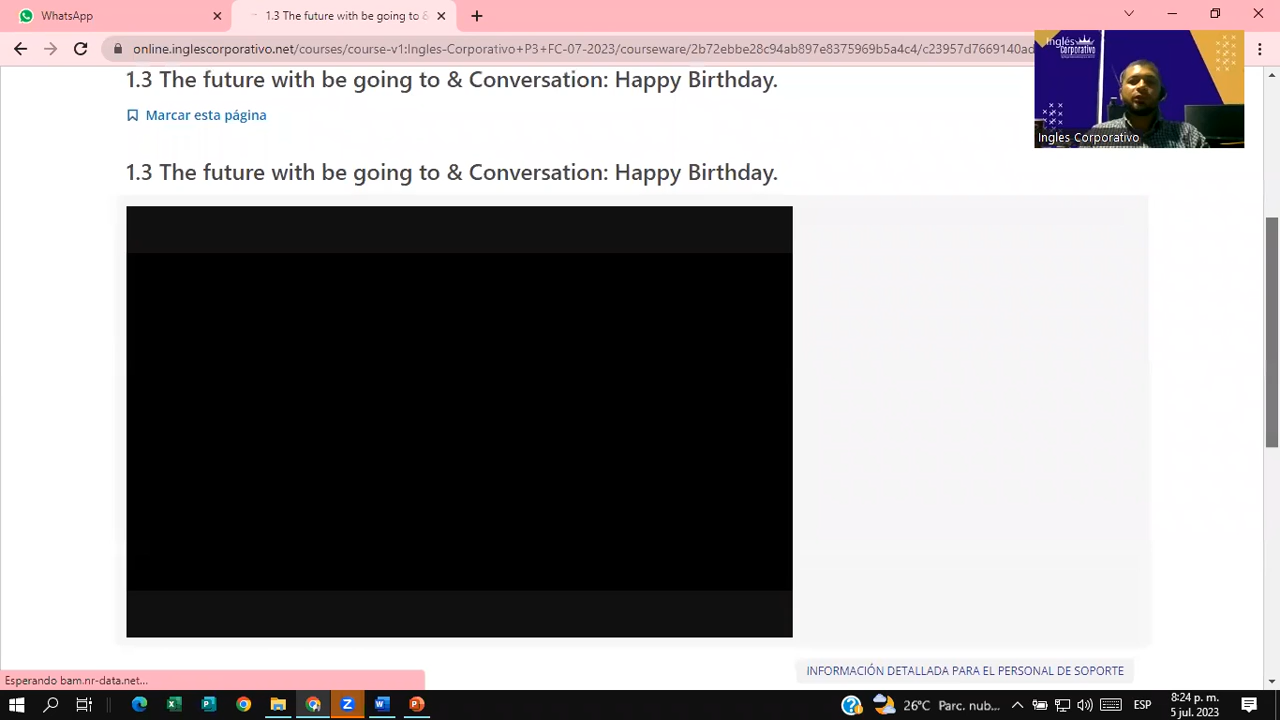 WhatsApp
1.3 The future with be going to &
online.inglescorporativo.net/courses/course-v1:Ingles-Corporativo+P3+FC-07-2023/courseware/2b72ebbe28c94ab897e8375969b5a4c4/c23957d7669140ad
1.3 The future with be going to & Conversation: Happy Birthday.
Inglés
Corporativo
Marcar esta página
Ingles Corporativo
1.3 The future with be going to & Conversation: Happy Birthday.
INFORMACIÓN DETALLADA PARA EL PERSONAL DE SOPORTE
Esperando bam.nr-data.net...
26°C Parc. nub...
ESP
8:24 p. m.
5 jul. 2023